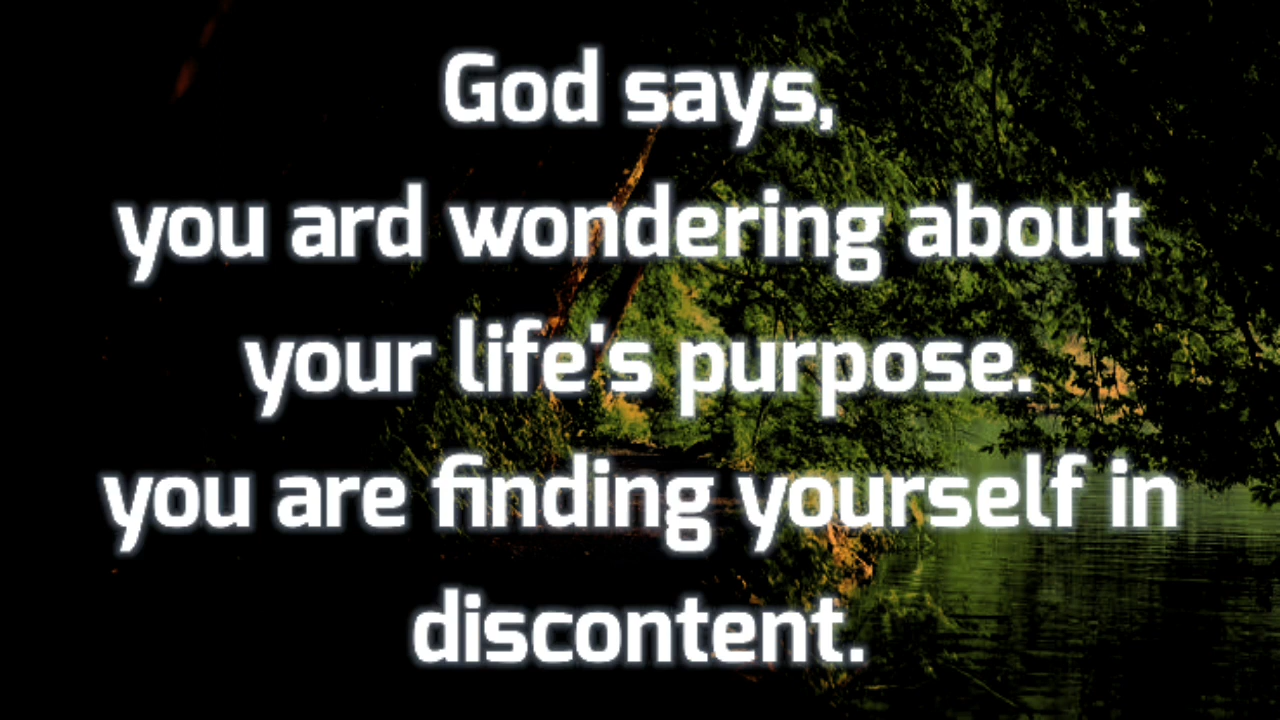 God says,
you ard wondering about
your life's purpose.
you are finding yourself in
discontent.